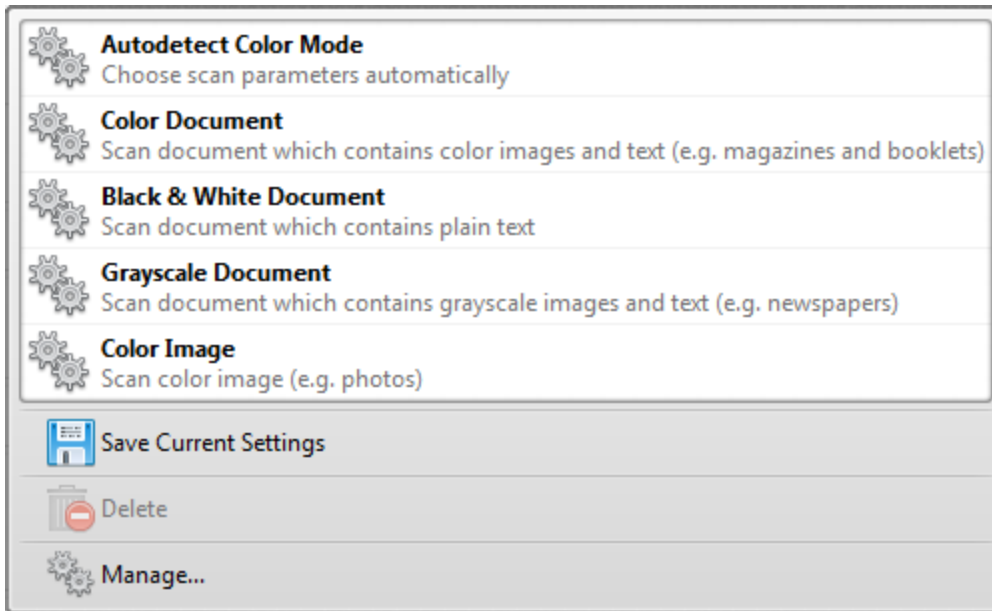 Autodetect Color Mode
Choose scan parameters automatically
Color Document
Scan document which contains color images and text (e.g. magazines and booklets)
Black & White Document
Scan document which contains plain text
Grayscale Document
Scan document which contains grayscale images and text (e.g. newspapers)
Color Image
Scan color image (e.g. photos)
Save Current Settings
Delete
Manage...